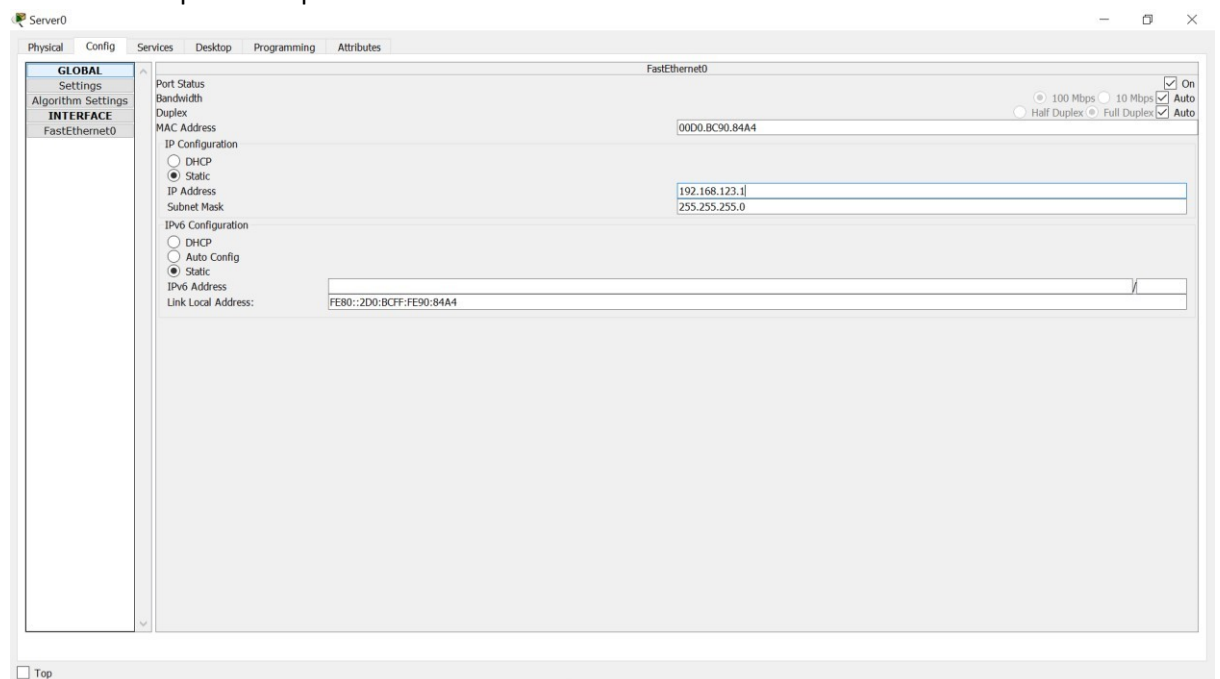 Server0
Physical Config Services Desktop Programming Attributes
GLOBAL
Settings
Algorithm Settings
INTERFACE
FastEthernet0
FastEthernet0
Port Status On
Bandwidth 100 Mbps 10 Mbps Auto
Duplex Half Duplex Full Duplex Auto
MAC Address 00D0.BC90.84A4
IP Configuration
DHCP
Static
IP Address 192.168.123.1
Subnet Mask 255.255.255.0
IPv6 Configuration
DHCP
Auto Config
Static
IPv6 Address /
Link Local Address: FE80::2D0:BCFF:FE90:84A4
Top